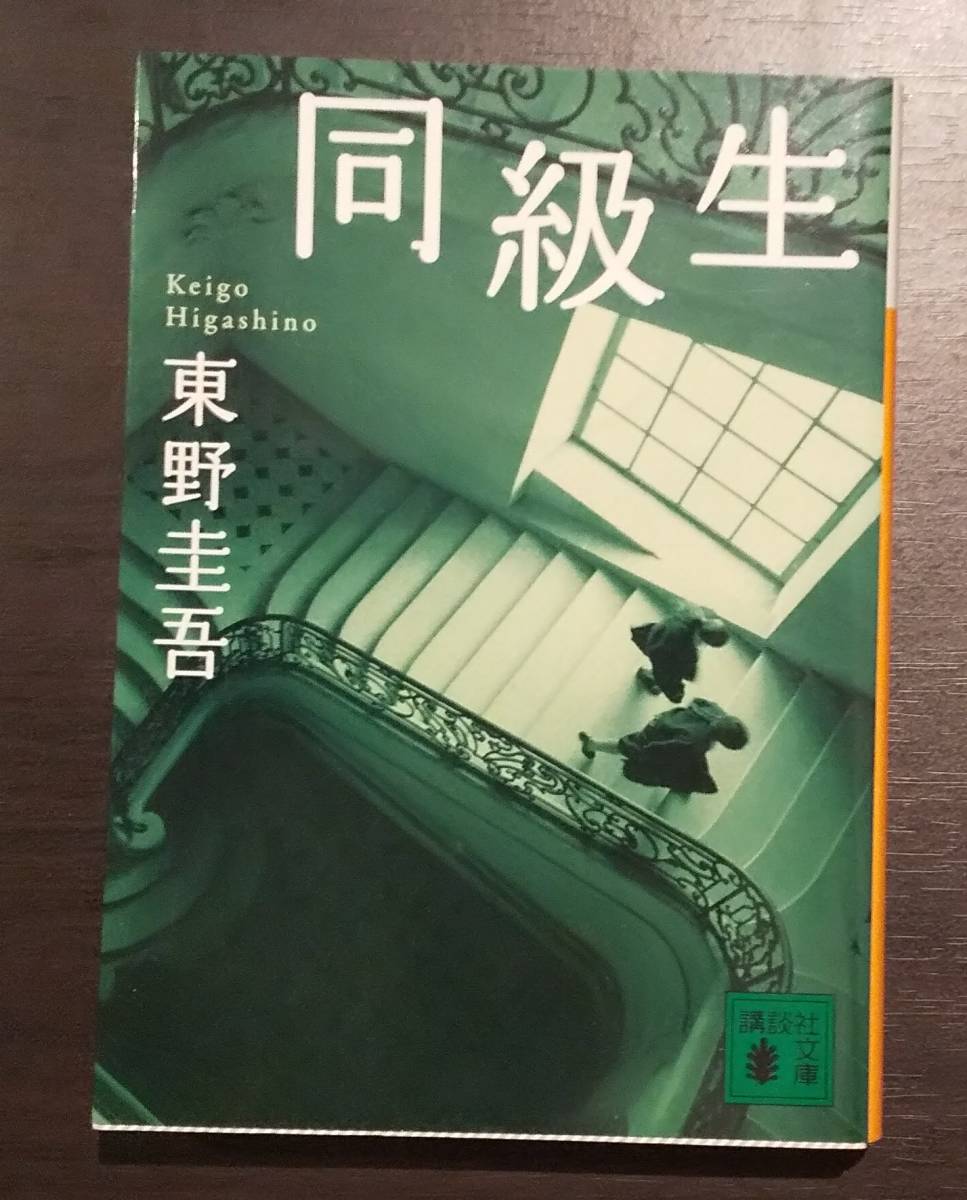 同級生
Keigo
Higashino
東野圭吾
講談社
文庫